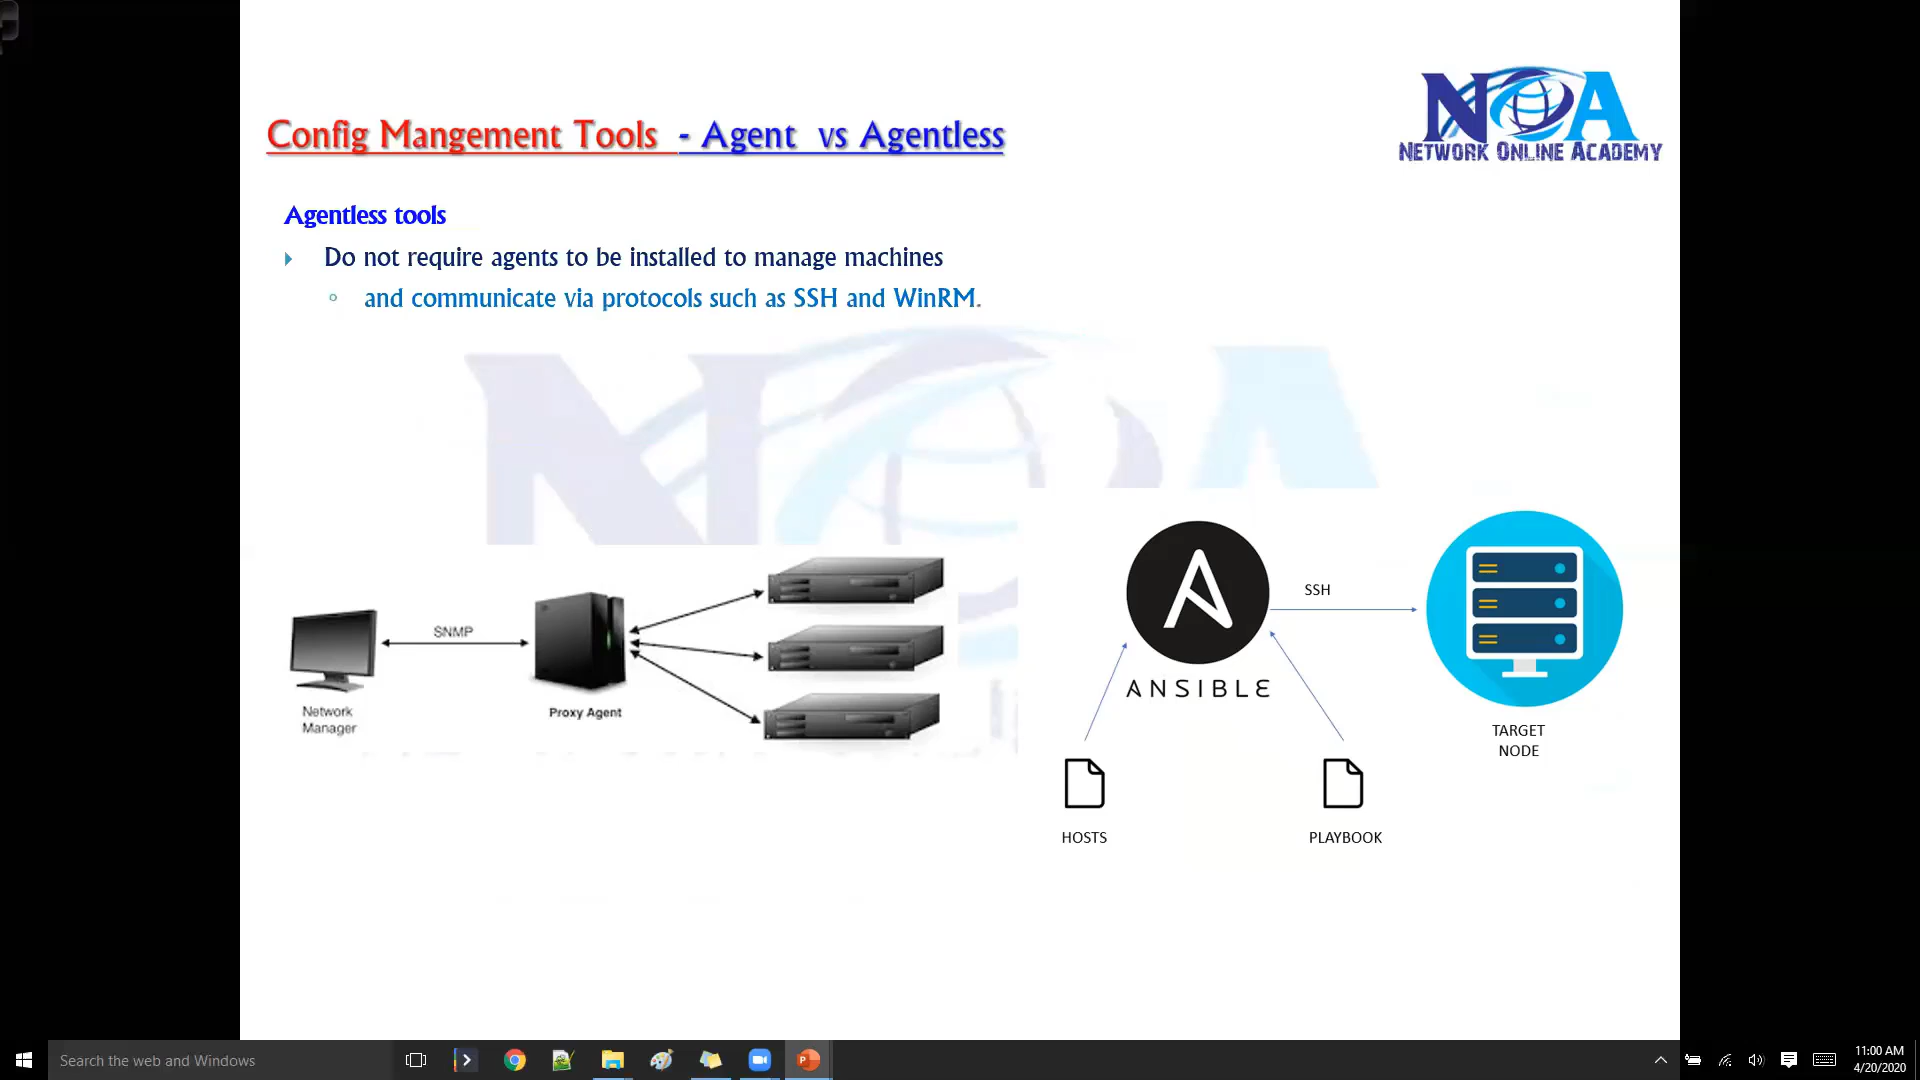 NOA
NETWORK ONLINE ACADEMY
Config Mangement Tools - Agent vs Agentless
Agentless tools
Do not require agents to be installed to manage machines
and communicate via protocols such as SSH and WinRM.
NOA
SNMP
Network
Manager
Proxy Agent
SSH
ANSIBLE
TARGET
NODE
HOSTS
PLAYBOOK
Search the web and Windows
11:00 AM
4/20/2020